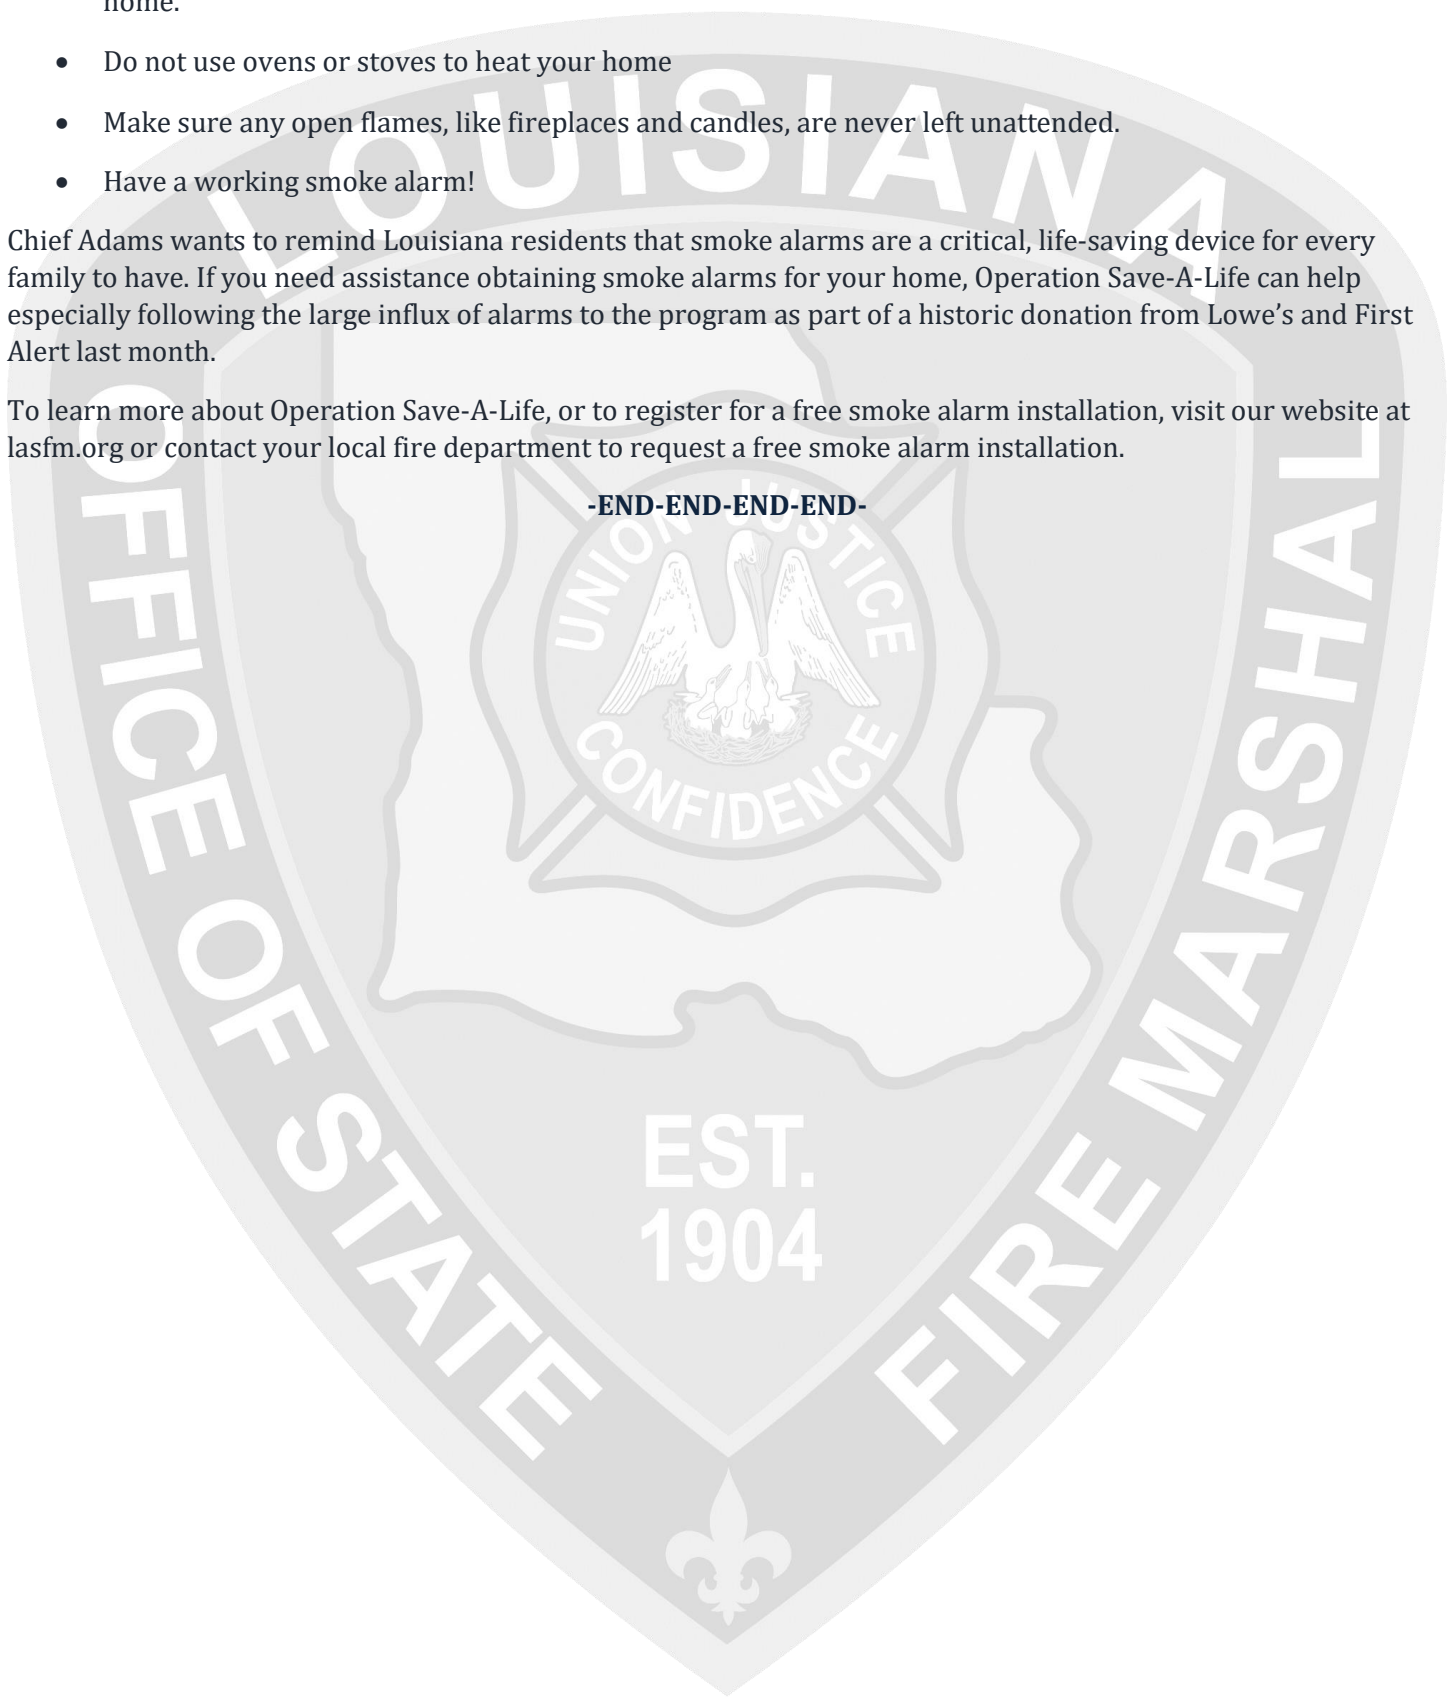 home.
• Do not use ovens or stoves to heat your home
• Make sure any open flames, like fireplaces and candles, are never left unattended.
• Have a working smoke alarm!
Chief Adams wants to remind Louisiana residents that smoke alarms are a critical, life-saving device for every
family to have. If you need assistance obtaining smoke alarms for your home, Operation Save-A-Life can help
especially following the large influx of alarms to the program as part of a historic donation from Lowe’s and First
Alert last month.
To learn more about Operation Save-A-Life, or to register for a free smoke alarm installation, visit our website at
lasfm.org or contact your local fire department to request a free smoke alarm installation.
-END-END-END-END-
LOUISIANA
OFFICE OF STATE
FIRE MARSHAL
UNION JUSTICE
CONFIDENCE
EST.
1904